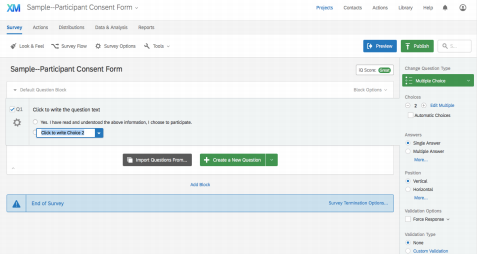 XM Sample--Participant Consent Form
Projects Contacts Actions Library Help
Survey Actions Distributions Data & Analysis Reports
Look & Feel Survey Flow Survey Options Tools
Preview Publish S...
Sample--Participant Consent Form
iQ Score: Great
Change Question Type
Multiple Choice
Default Question Block
Block Options
Q1
Click to write the question text
Yes. I have read and understood the above information, I choose to participate.
Click to write Choice 2
Choices
2 Edit Multiple
Automatic Choices
Answers
Single Answer
Multiple Answer
More...
Import Questions From...
Create a New Question
Add Block
End of Survey
Survey Termination Options...
Position
Vertical
Horizontal
More...
Validation Options
Force Response
Validation Type
None
Custom Validation